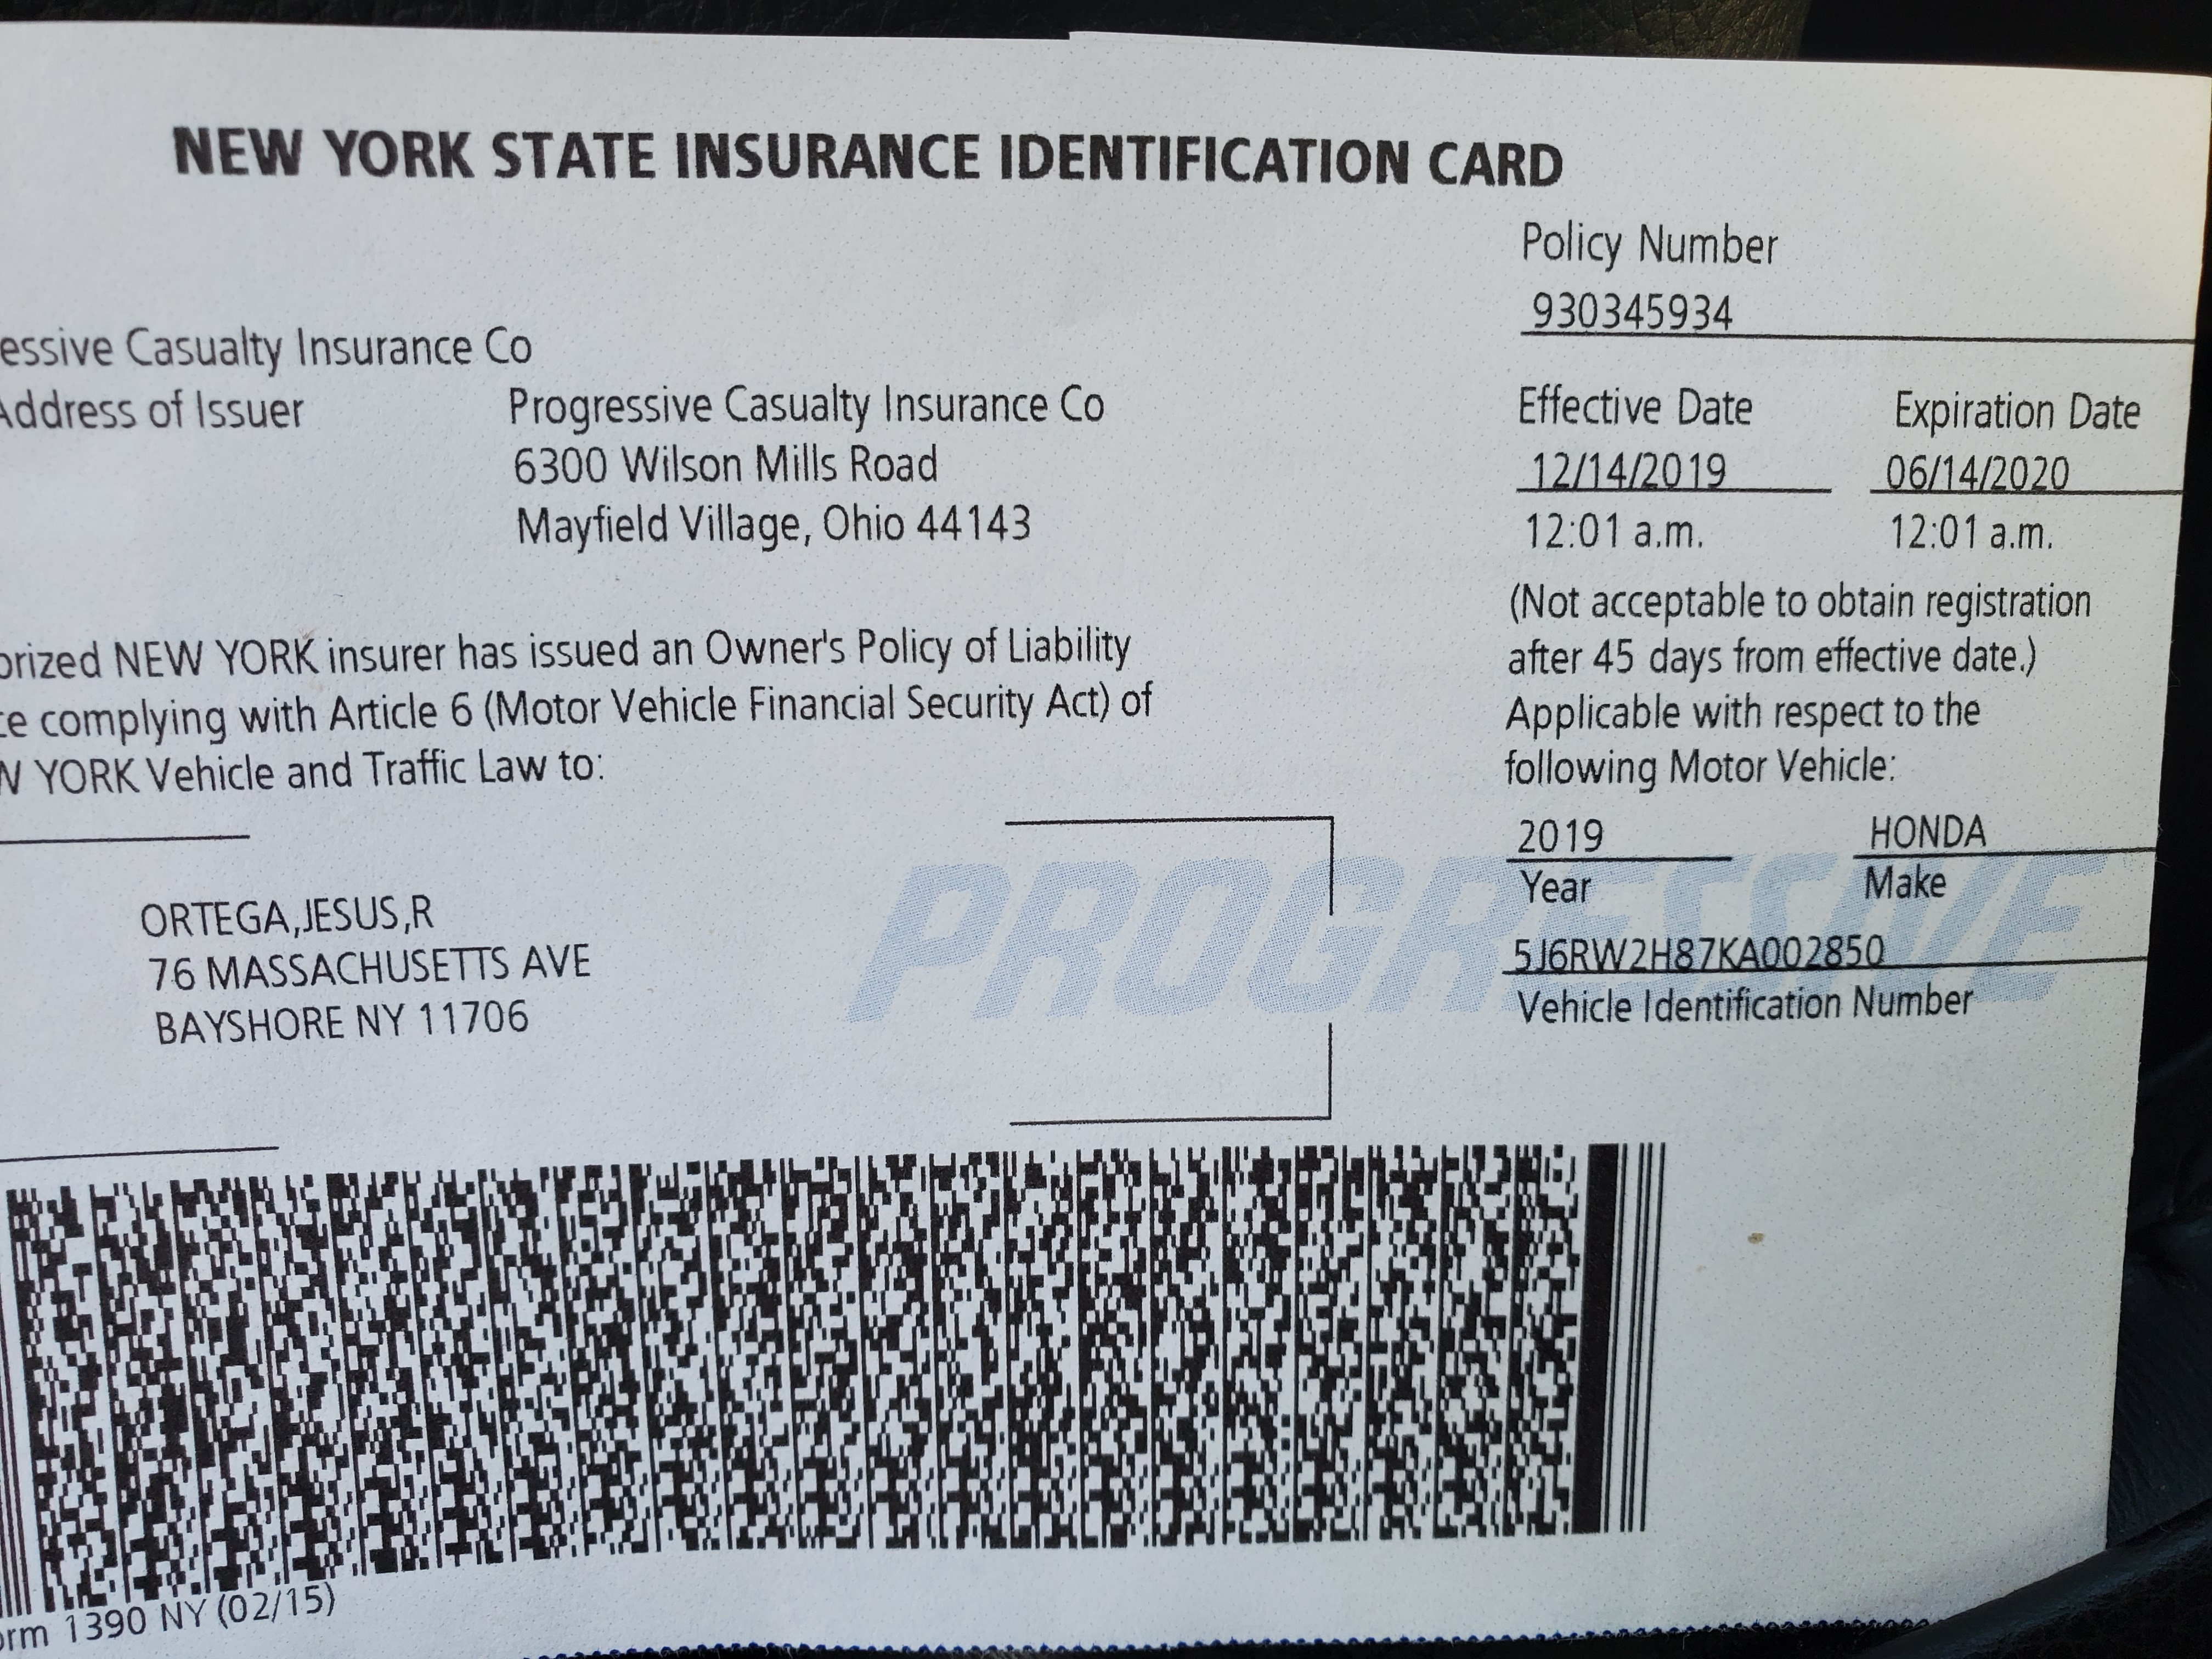 NEW YORK STATE INSURANCE IDENTIFICATION CARD
Policy Number
930345934
essive Casualty Insurance Co
Address of Issuer
Progressive Casualty Insurance Co
6300 Wilson Mills Road
Mayfield Village, Ohio 44143
Effective Date Expiration Date
12/14/2019 06/14/2020
12:01 a.m. 12:01 a.m.
(Not acceptable to obtain registration
after 45 days from effective date.)
Applicable with respect to the
following Motor Vehicle:
orized NEW YORK insurer has issued an Owner's Policy of Liability
ce complying with Article 6 (Motor Vehicle Financial Security Act) of
W YORK Vehicle and Traffic Law to:
2019 HONDA
Year Make
PROGRESSIVE
5J6RW2H87KA002850
Vehicle Identification Number
ORTEGA,JESUS,R
76 MASSACHUSETTS AVE
BAYSHORE NY 11706
orm 1390 NY (02/15)